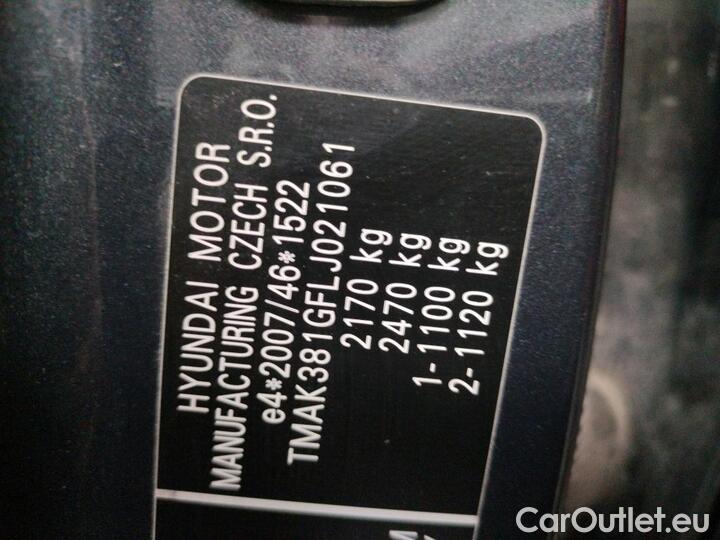 HYUNDAI MOTOR
MANUFACTURING CZECH S.R.O.
e4*2007/46*1522
TMAK381GFLJ021061
2170 kg
2470 kg
1- 1100 kg
2- 1120 kg
CarOutlet.eu